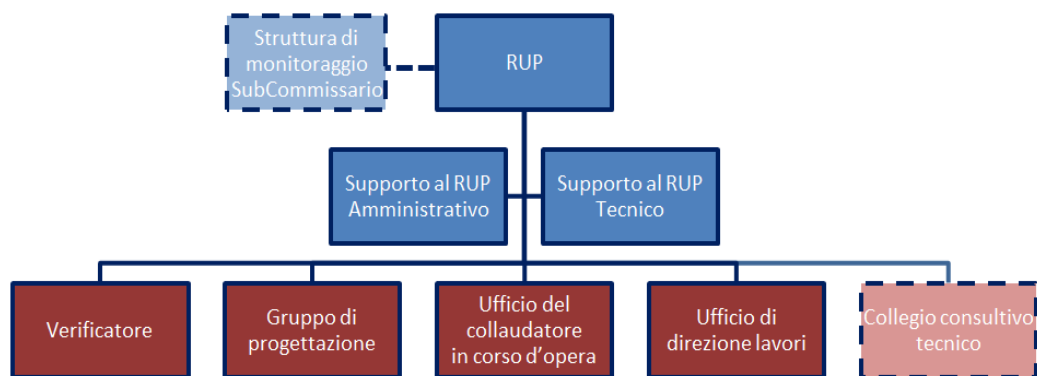 Struttura di
monitoraggio
SubCommissario
RUP
Supporto al RUP
Amministrativo
Supporto al RUP
Tecnico
Verificatore
Gruppo di
progettazione
Ufficio del
collaudatore
in corso d’opera
Ufficio di
direzione lavori
Collegio consultivo
tecnico